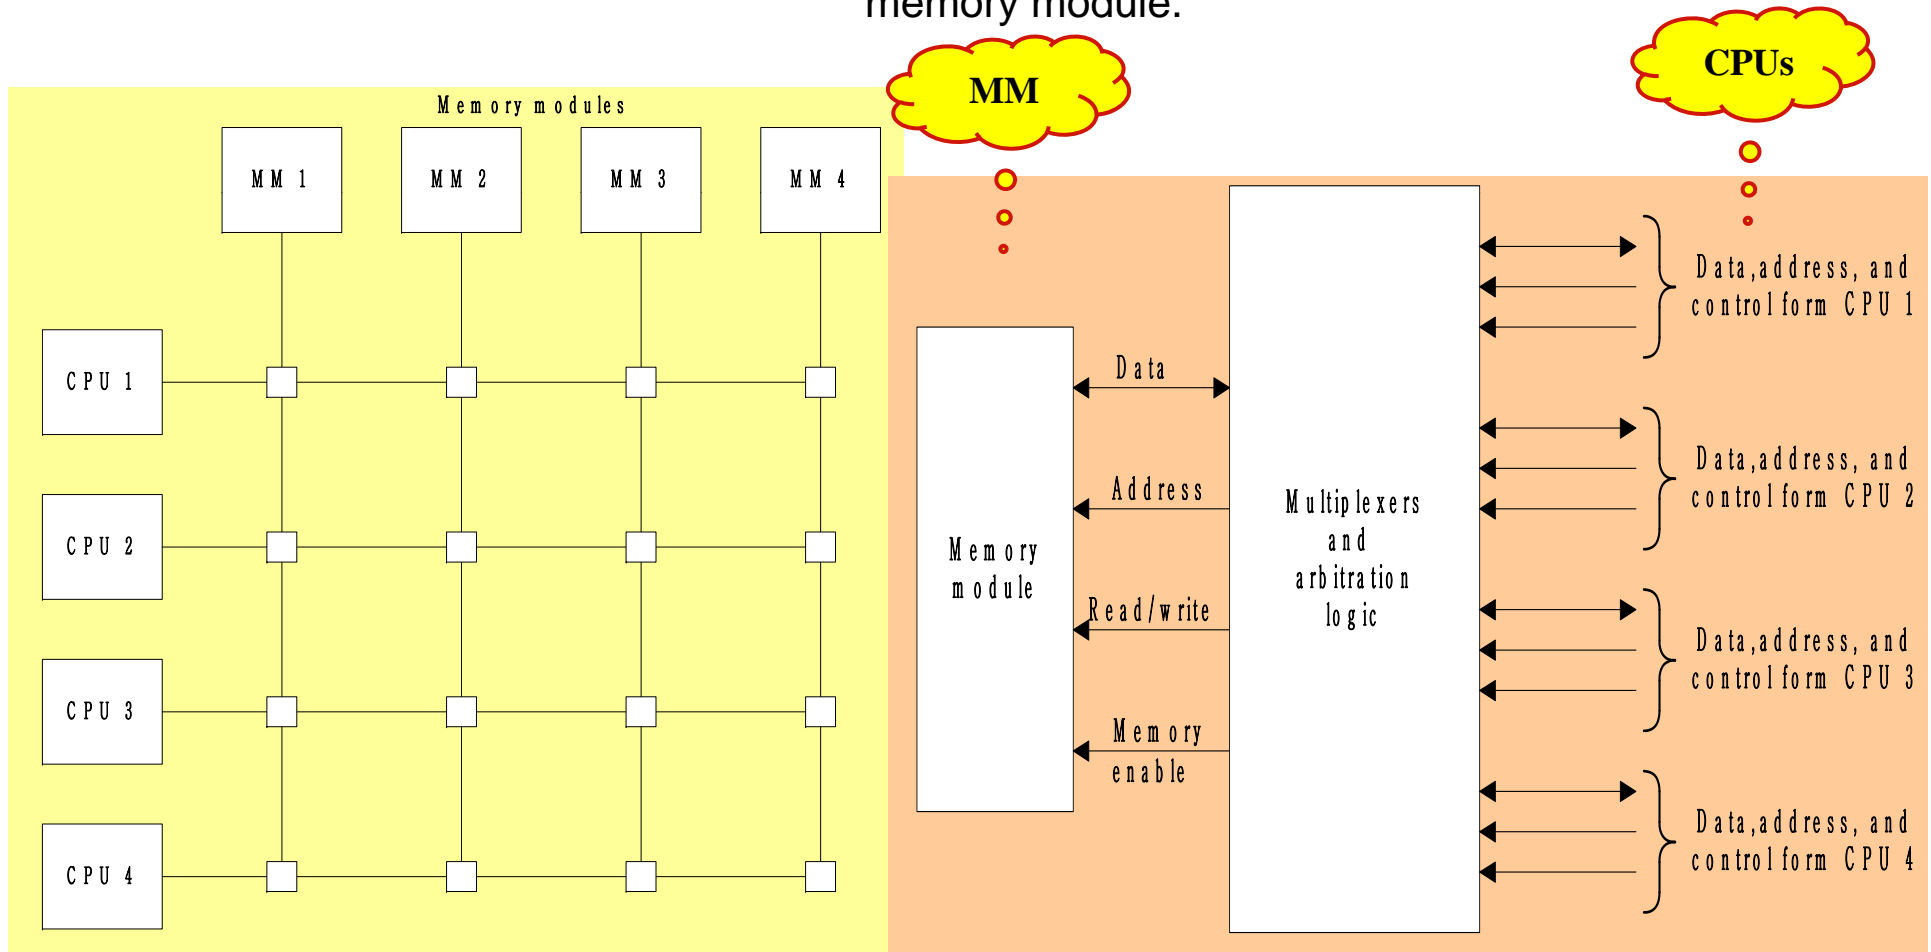 memory module.
MM
CPUs
Memory modules
MM 1
MM 2
MM 3
MM 4
CPU 1
CPU 2
CPU 3
CPU 4
Memory
module
Data
Address
Read/write
Memory
enable
Multiplexers
and
arbitration
logic
Data,address, and
control form CPU 1
Data,address, and
control form CPU 2
Data,address, and
control form CPU 3
Data,address, and
control form CPU 4